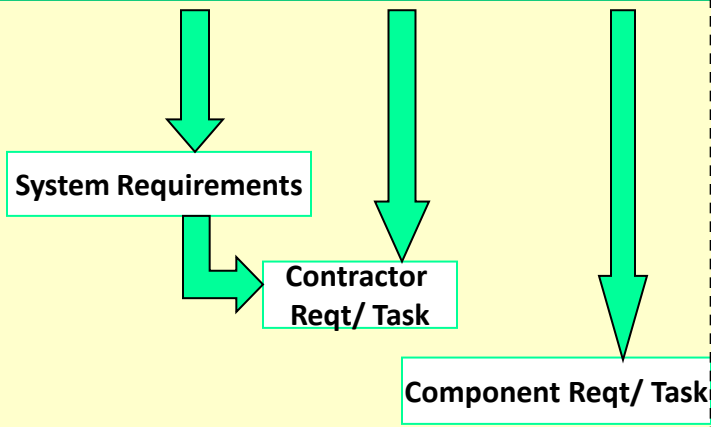 System Requirements
Contractor
Reqt/ Task
Component Reqt/ Task